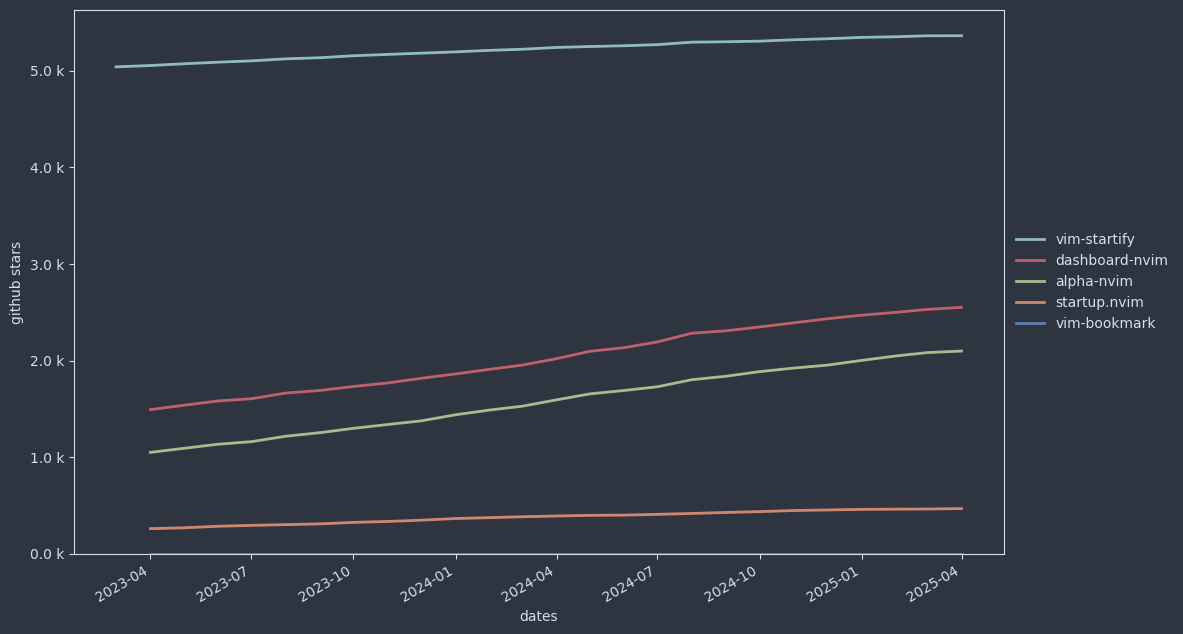 5.0 k
4.0 k
3.0 k
2.0 k
1.0 k
0.0 k
github stars
2023-04
2023-07
2023-10
2024-01
2024-04
2024-07
2024-10
2025-01
2025-04
dates
vim-startify
dashboard-nvim
alpha-nvim
startup.nvim
vim-bookmark